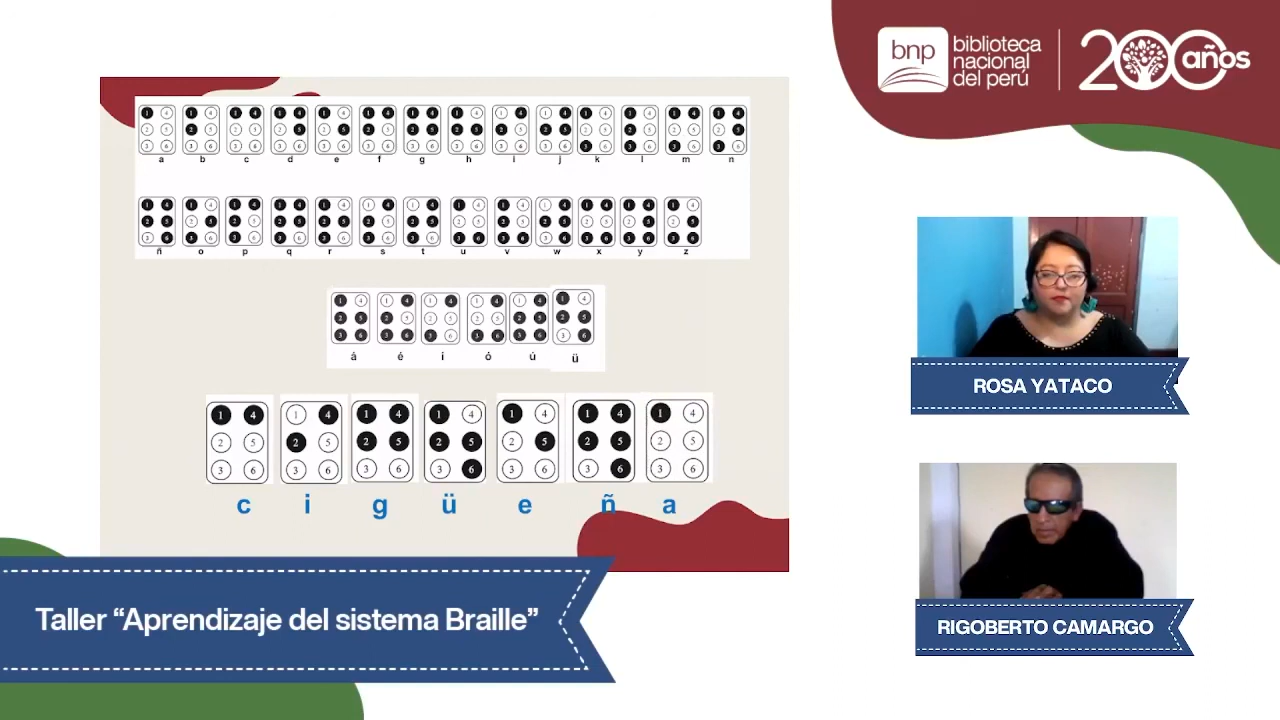 bnp
biblioteca
nacional
del perú
200 años
a b c d e f g h i j k l m n
ñ o p q r s t u v w x y z
á é í ó ú ü
c i g ü e ñ a
ROSA YATACO
RIGOBERTO CAMARGO
Taller “Aprendizaje del sistema Braille”